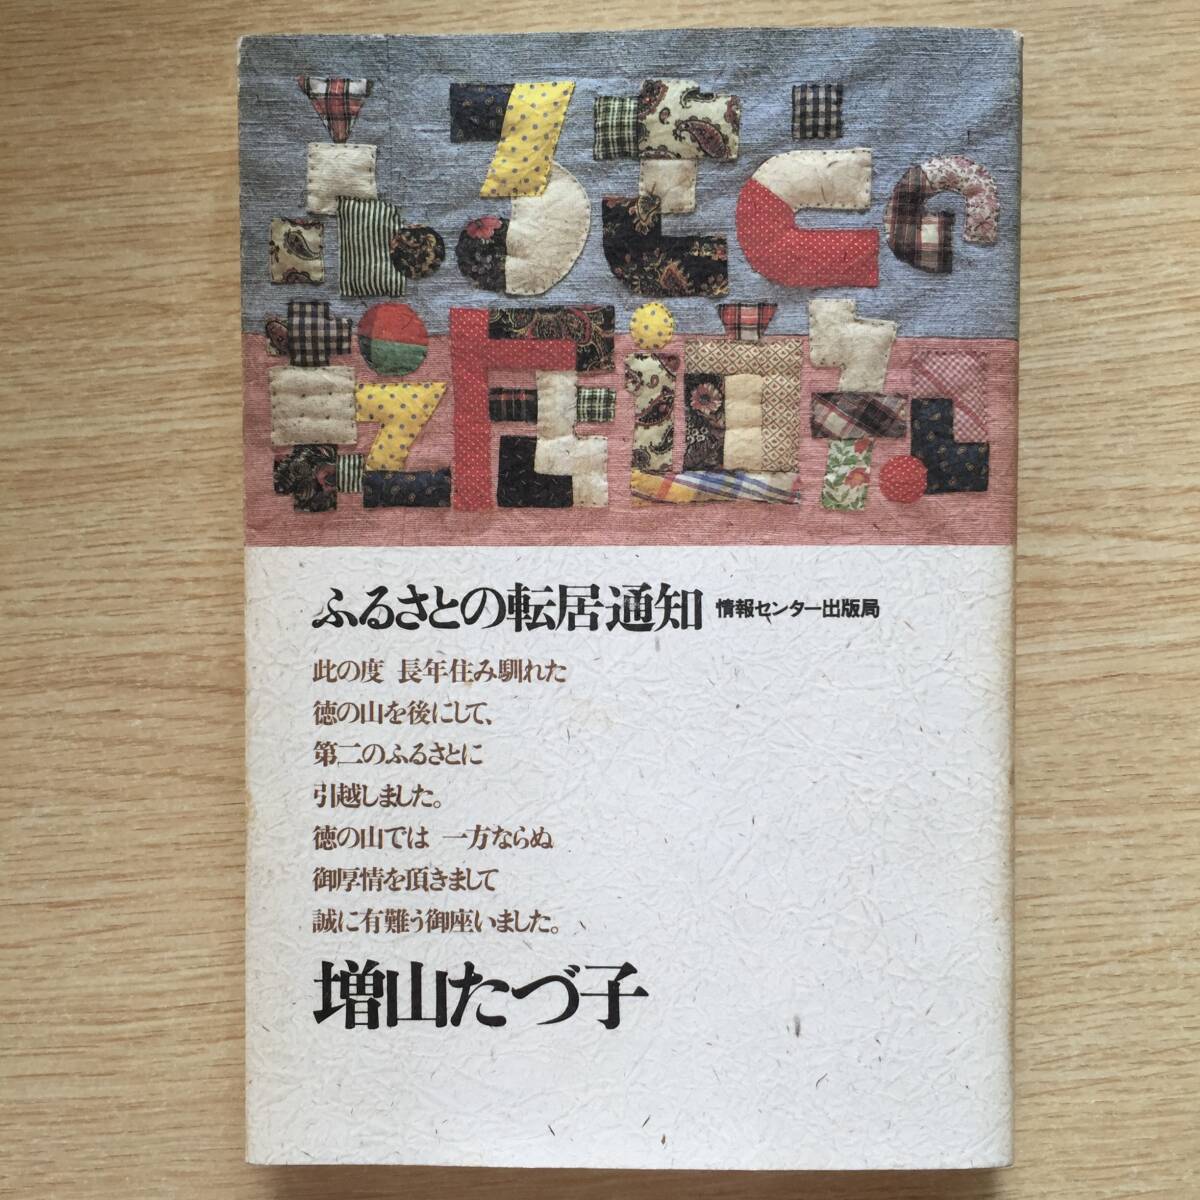 ふるさとの
転居通知
ふるさとの転居通知 情報センター出版局
此の度 長年住み馴れた
徳の山を後にして、
第二のふるさとに
引越しました。
徳の山では 一方ならぬ
御厚情を頂きまして
誠に有難う御座いました。
増山たづ子